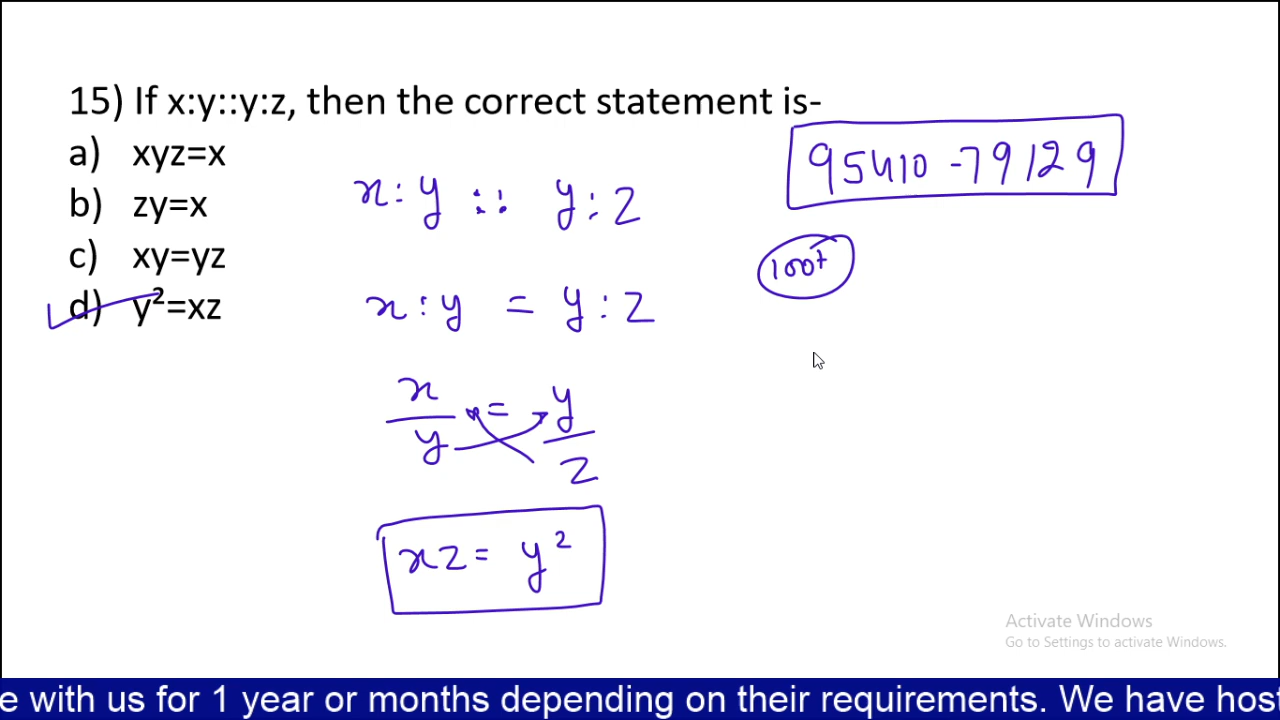 15) If x:y::y:z, then the correct statement is-
a) xyz=x
b) zy=x
c) xy=yz
d) y²=xz
x : y :: y : z
x : y = y : z
x/y = y/z
xz = y²
95410-79129
100+
Activate Windows
Go to Settings to activate Windows.
e with us for 1 year or months depending on their requirements. We have host